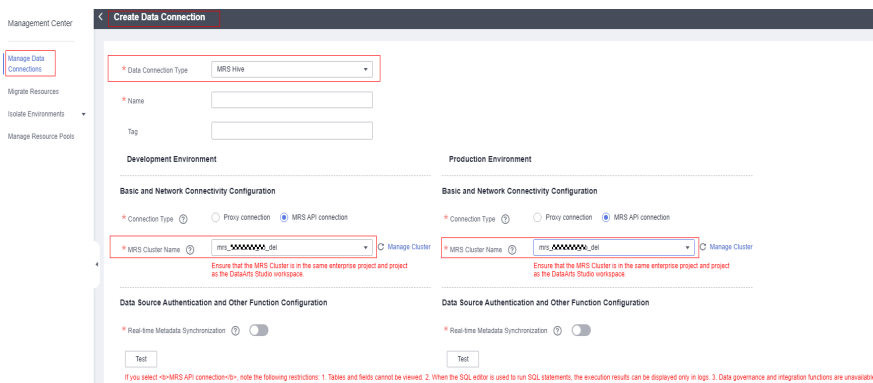 Management Center
Manage Data
Connections
Migrate Resources
Isolate Environments
Manage Resource Pools
Create Data Connection
* Data Connection Type MRS Hive
* Name
Tag
Development Environment Production Environment
Basic and Network Connectivity Configuration Basic and Network Connectivity Configuration
* Connection Type ? Proxy connection MRS API connection * Connection Type ? Proxy connection MRS API connection
* MRS Cluster Name ? mrs_ _del Manage Cluster * MRS Cluster Name ? mrs_ _del Manage Cluster
Ensure that the MRS Cluster is in the same enterprise project and project Ensure that the MRS Cluster is in the same enterprise project and project
as the DataArts Studio workspace. as the DataArts Studio workspace.
Data Source Authentication and Other Function Configuration Data Source Authentication and Other Function Configuration
* Real-time Metadata Synchronization ? * Real-time Metadata Synchronization ?
Test Test
If you select <b>MRS API connection</b>, note the following restrictions: 1. Tables and fields cannot be viewed. 2. When the SQL editor is used to run SQL statements, the execution results can be displayed only in logs. 3. Data governance and integration functions are unavailable